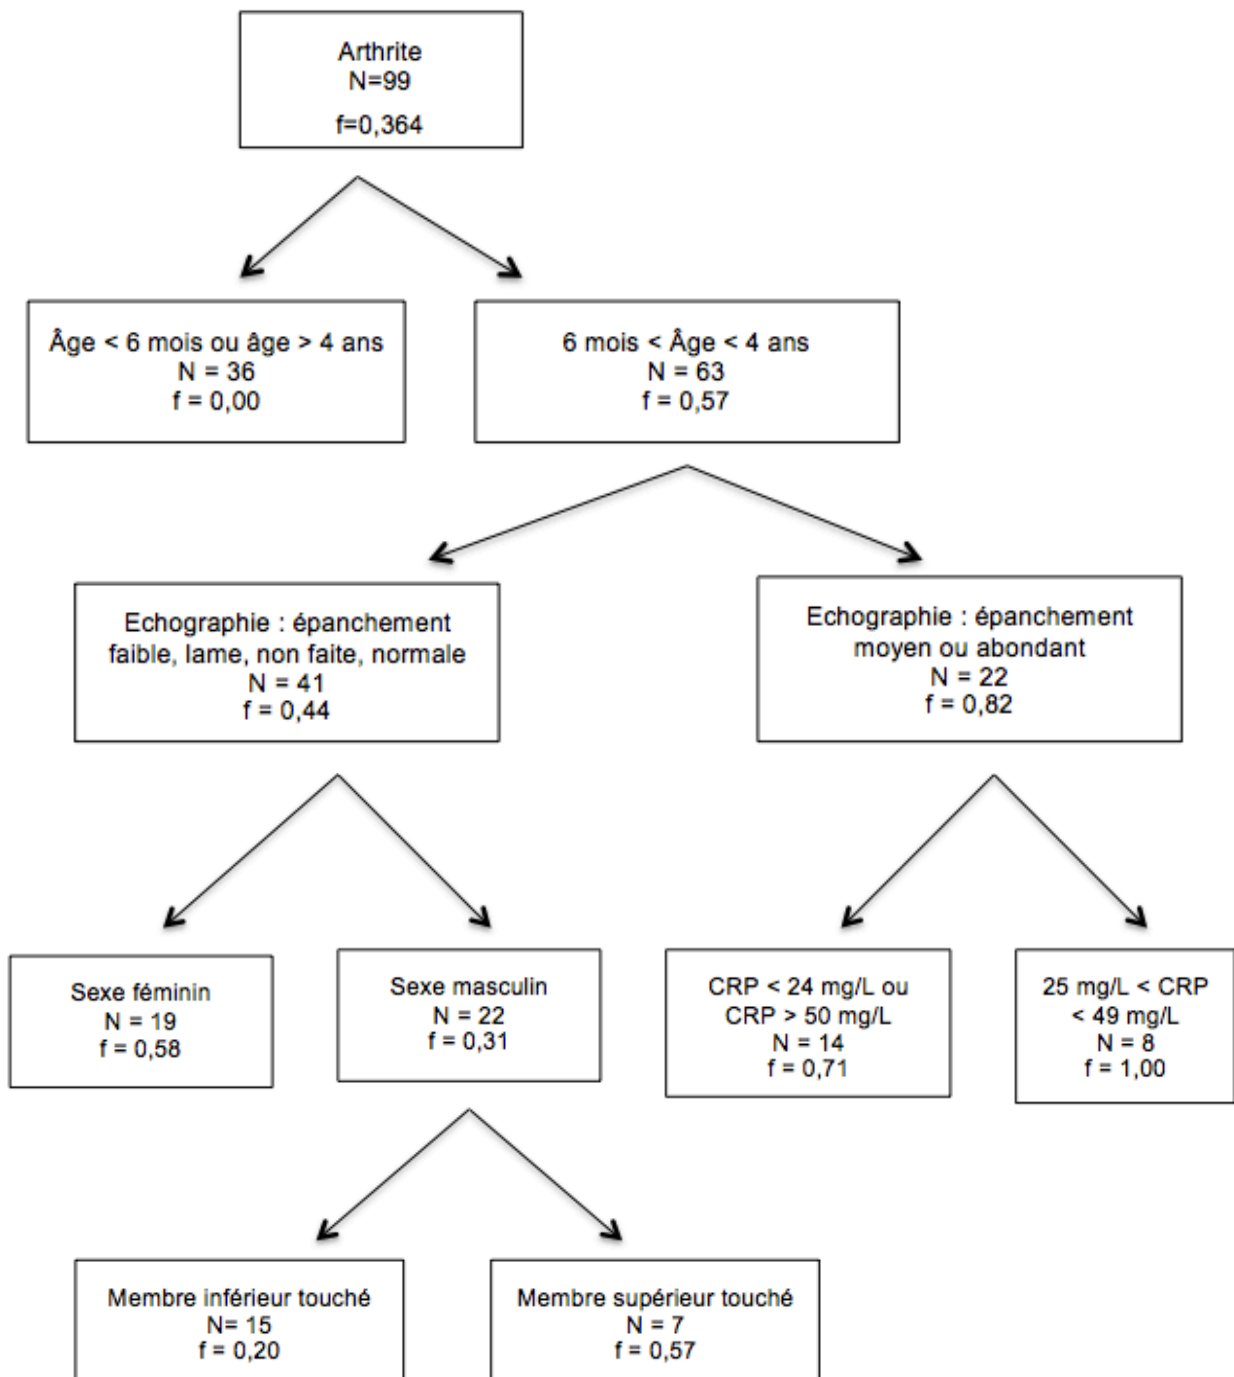 Arthrite
N=99
f=0,364
Âge < 6 mois ou âge > 4 ans
N = 36
f = 0,00
6 mois < Âge < 4 ans
N = 63
f = 0,57
Echographie : épanchement
faible, lame, non faite, normale
N = 41
f = 0,44
Echographie : épanchement
moyen ou abondant
N = 22
f = 0,82
Sexe féminin
N = 19
f = 0,58
Sexe masculin
N = 22
f = 0,31
CRP < 24 mg/L ou
CRP > 50 mg/L
N = 14
f = 0,71
25 mg/L < CRP
< 49 mg/L
N = 8
f = 1,00
Membre inférieur touché
N= 15
f = 0,20
Membre supérieur touché
N = 7
f = 0,57